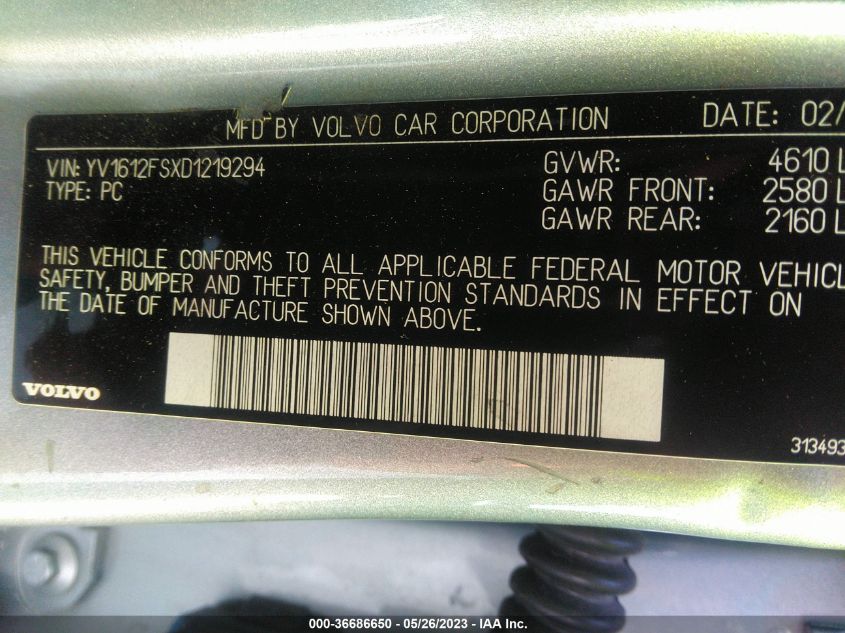 MFD BY VOLVO CAR CORPORATION DATE: 02/
VIN: YV1612FSXD1219294 GVWR: 4610 L
TYPE: PC GAWR FRONT: 2580 L
GAWR REAR: 2160 L
THIS VEHICLE CONFORMS TO ALL APPLICABLE FEDERAL MOTOR VEHICL
SAFETY, BUMPER AND THEFT PREVENTION STANDARDS IN EFFECT ON
THE DATE OF MANUFACTURE SHOWN ABOVE.
VOLVO
313493
000-36686650 - 05/26/2023 - IAA Inc.